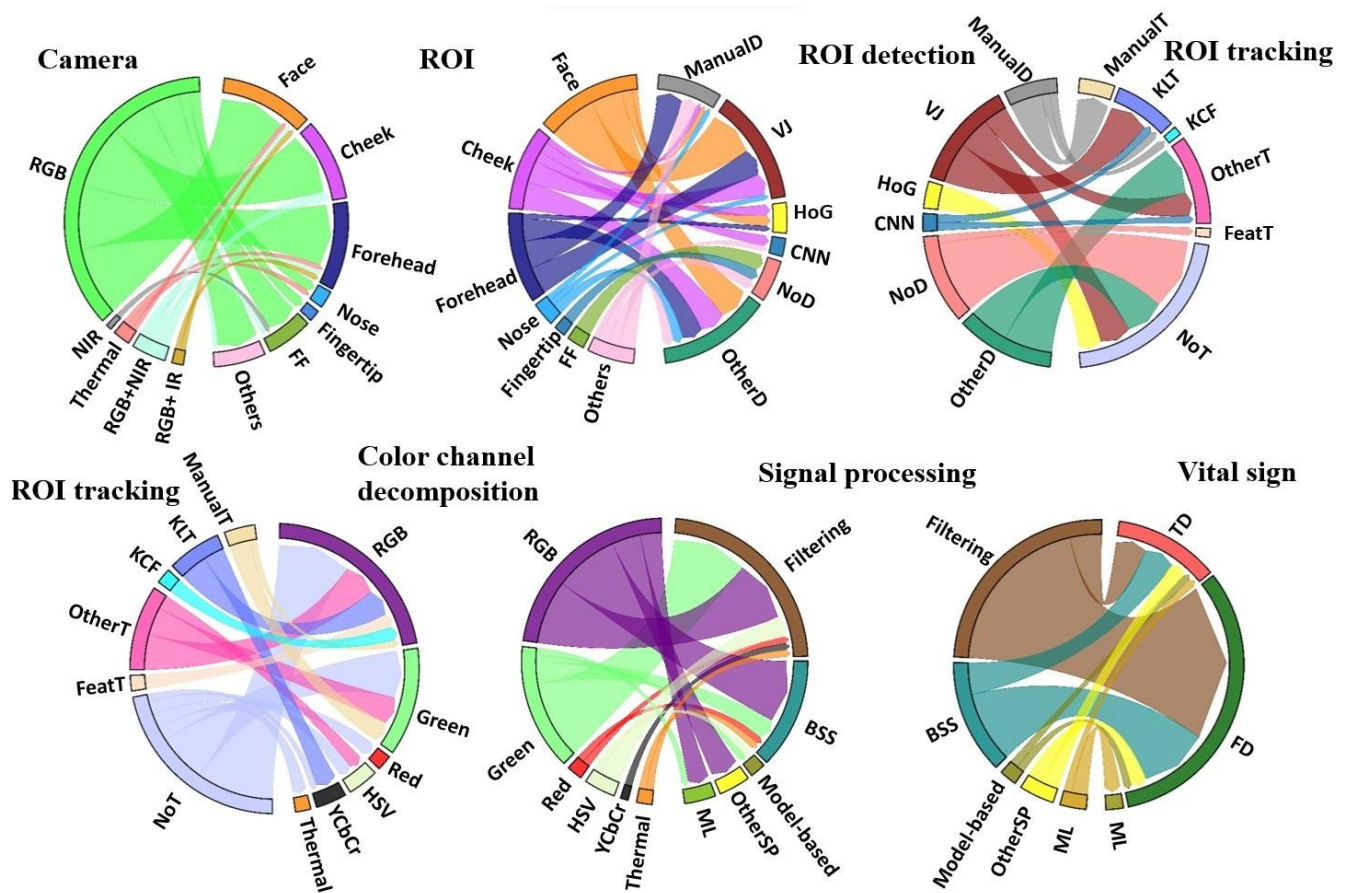 Camera
ROI
ROI detection
ROI tracking
RGB
NIR
Thermal
RGB+NIR
RGB+ IR
Others
FF
Fingertip
Nose
Forehead
Cheek
Face
Face
Cheek
Forehead
Nose
Fingertip
FF
Others
OtherD
NoD
CNN
HoG
VJ
ManualD
ManualD
VJ
HoG
CNN
NoD
OtherD
NoT
FeatT
OtherT
KCF
KLT
ManualT
ROI tracking
Color channel
decomposition
Signal processing
Vital sign
ManualT
KLT
KCF
OtherT
FeatT
NoT
Thermal
YCbCr
HSV
Red
Green
RGB
RGB
Green
Red
HSV
YCbCr
Thermal
ML
OtherSP
Model-based
BSS
Filtering
Filtering
BSS
Model-based
OtherSP
ML
ML
FD
TD